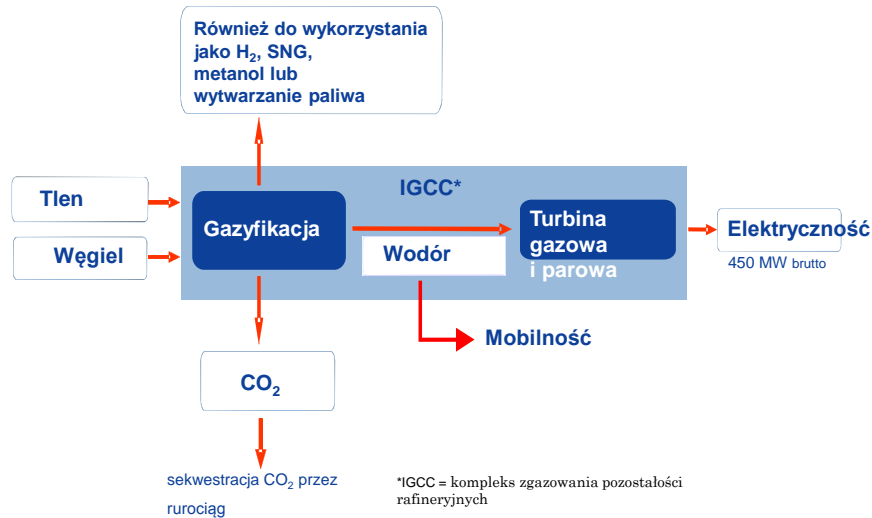 Również do wykorzystania
jako H₂, SNG,
metanol lub
wytwarzanie paliwa
IGCC*
Tlen
Węgiel
Gazyfikacja
Wodór
Turbina
gazowa
i parowa
Elektryczność
450 MW brutto
Mobilność
CO₂
sekwestracja CO₂ przez
rurociąg
*IGCC = kompleks zgazowania pozostałości
rafineryjnych